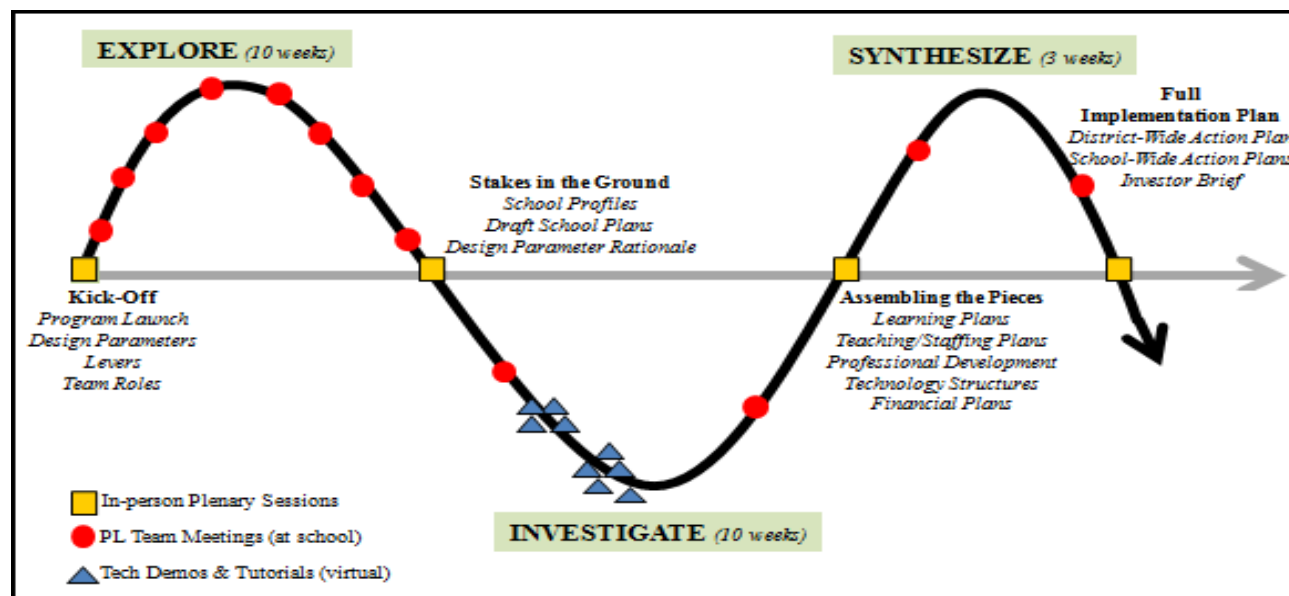 EXPLORE (10 weeks)
SYNTHESIZE (3 weeks)
Full
Implementation Plan
District-Wide Action Plan
School-Wide Action Plans
Investor Brief
Stakes in the Ground
School Profiles
Draft School Plans
Design Parameter Rationale
Kick-Off
Program Launch
Design Parameters
Levers
Team Roles
Assembling the Pieces
Learning Plans
Teaching/Staffing Plans
Professional Development
Technology Structures
Financial Plans
INVESTIGATE (10 weeks)
In-person Plenary Sessions
PL Team Meetings (at school)
Tech Demos & Tutorials (virtual)